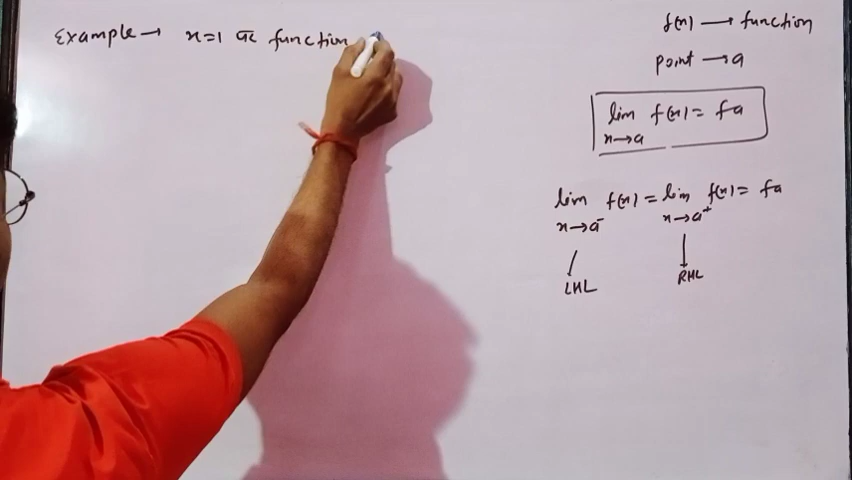 Example → x=1 पर function
f(x) → function
point → a
lim f(x) = fa
x→a
lim f(x) = lim f(x) = fa
x→a⁻ x→a⁺
LHL RHL